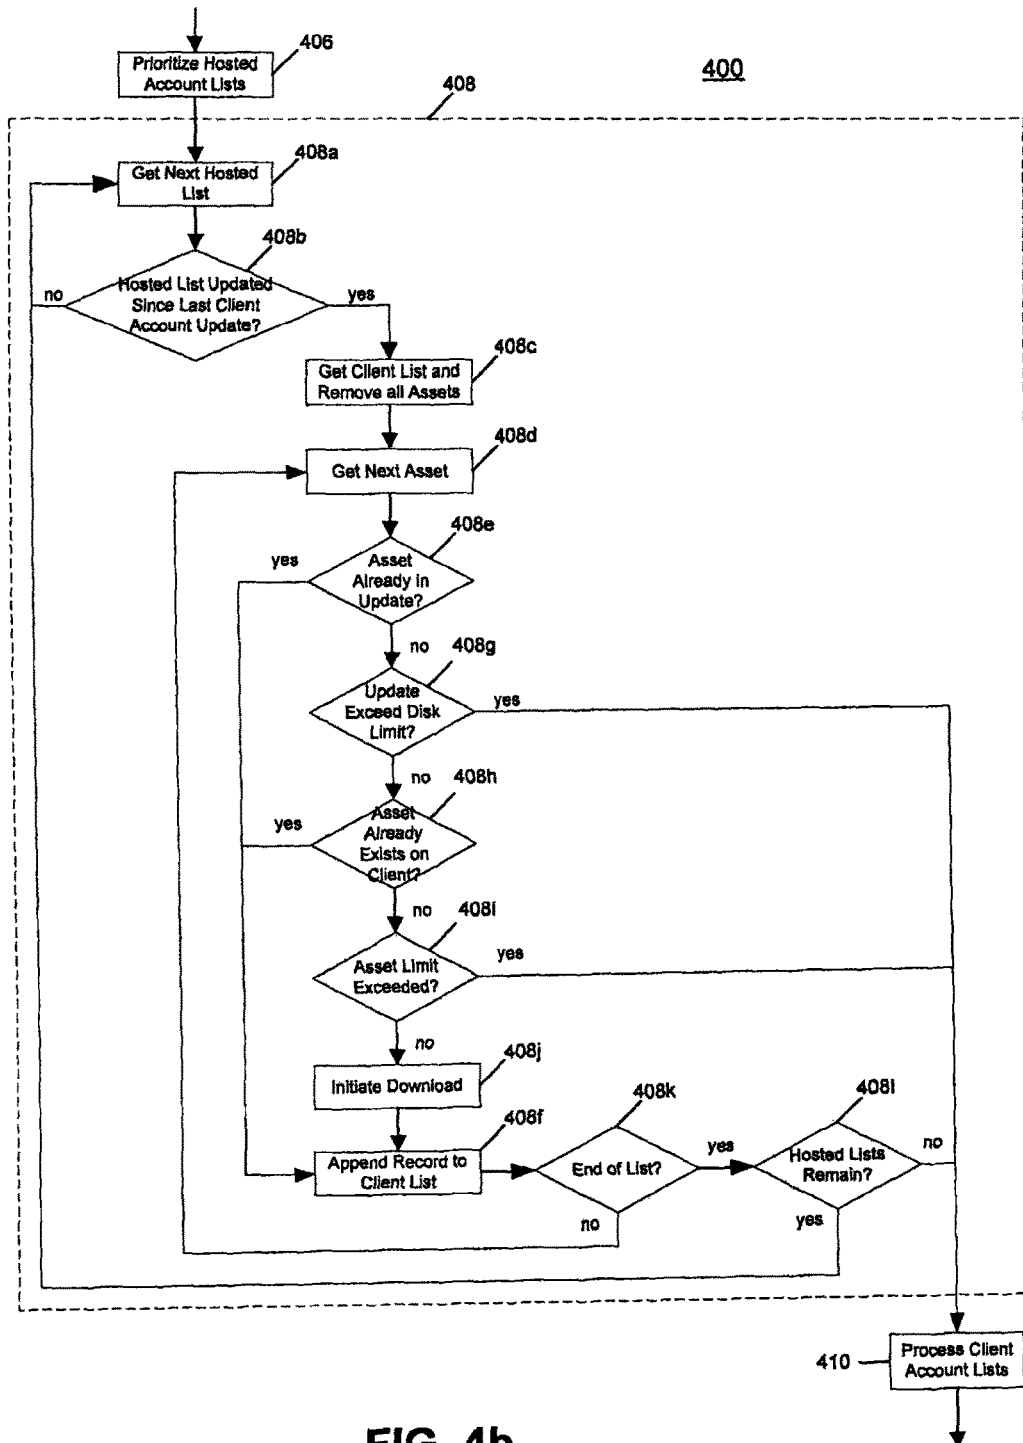 406
Prioritize Hosted
Account Lists
400
408
408a
Get Next Hosted
List
408b
Hosted List Updated
Since Last Client
Account Update?
no
yes
408c
Get Client List and
Remove all Assets
408d
Get Next Asset
408e
yes
Asset
Already in
Update?
no
408g
Update
Exceed Disk
Limit?
yes
no
408h
yes
Asset
Already
Exists on
Client?
no
408i
Asset Limit
Exceeded?
yes
no
408j
Initiate Download
408f
Append Record to
Client List
408k
End of List?
yes
no
408l
Hosted Lists
Remain?
no
yes
410
Process Client
Account Lists
FIG. 4b